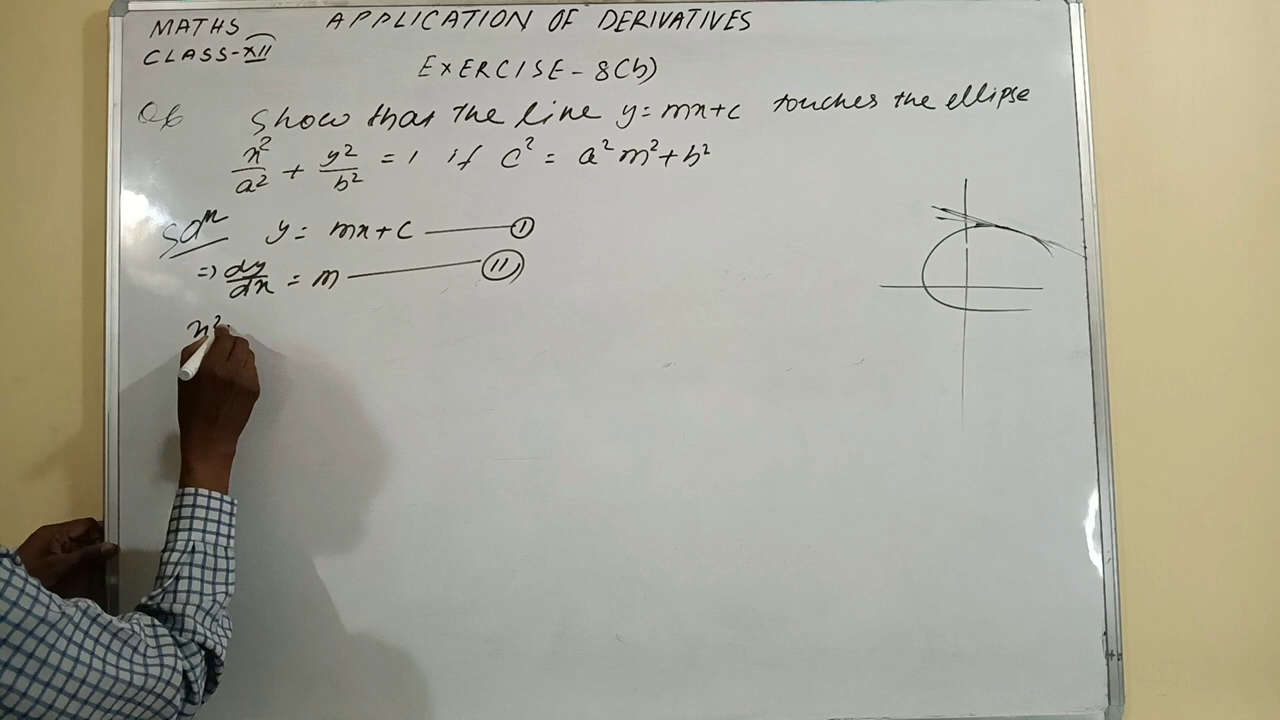 MATHS APPLICATION OF DERIVATIVES
CLASS-XII
EXERCISE-8(b)
Q6 Show that the line y=mx+c touches the ellipse
x²/a² + y²/b² = 1 if c² = a²m²+b²
Solⁿ y = mx+c —— (I)
⇒ dy/dx = m —— (II)
x²